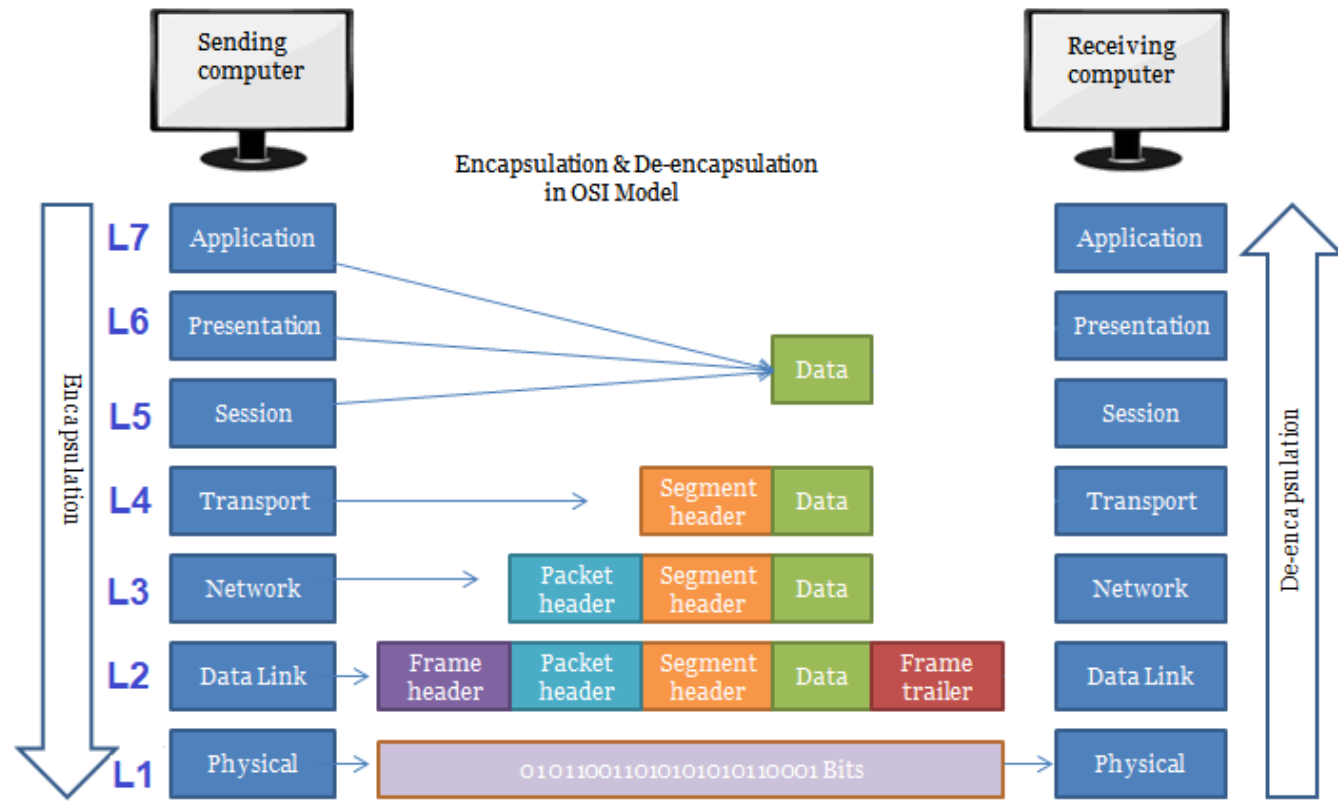 Sending
computer
Receiving
computer
Encapsulation & De-encapsulation
in OSI Model
L7
Application
Application
L6
Presentation
Presentation
Data
L5
Session
Session
Encapsulation
De-encapsulation
L4
Transport
Segment
header
Data
Transport
L3
Network
Packet
header
Segment
header
Data
Network
L2
Data Link
Frame
header
Packet
header
Segment
header
Data
Frame
trailer
Data Link
L1
Physical
0101100110101010101110001 Bits
Physical